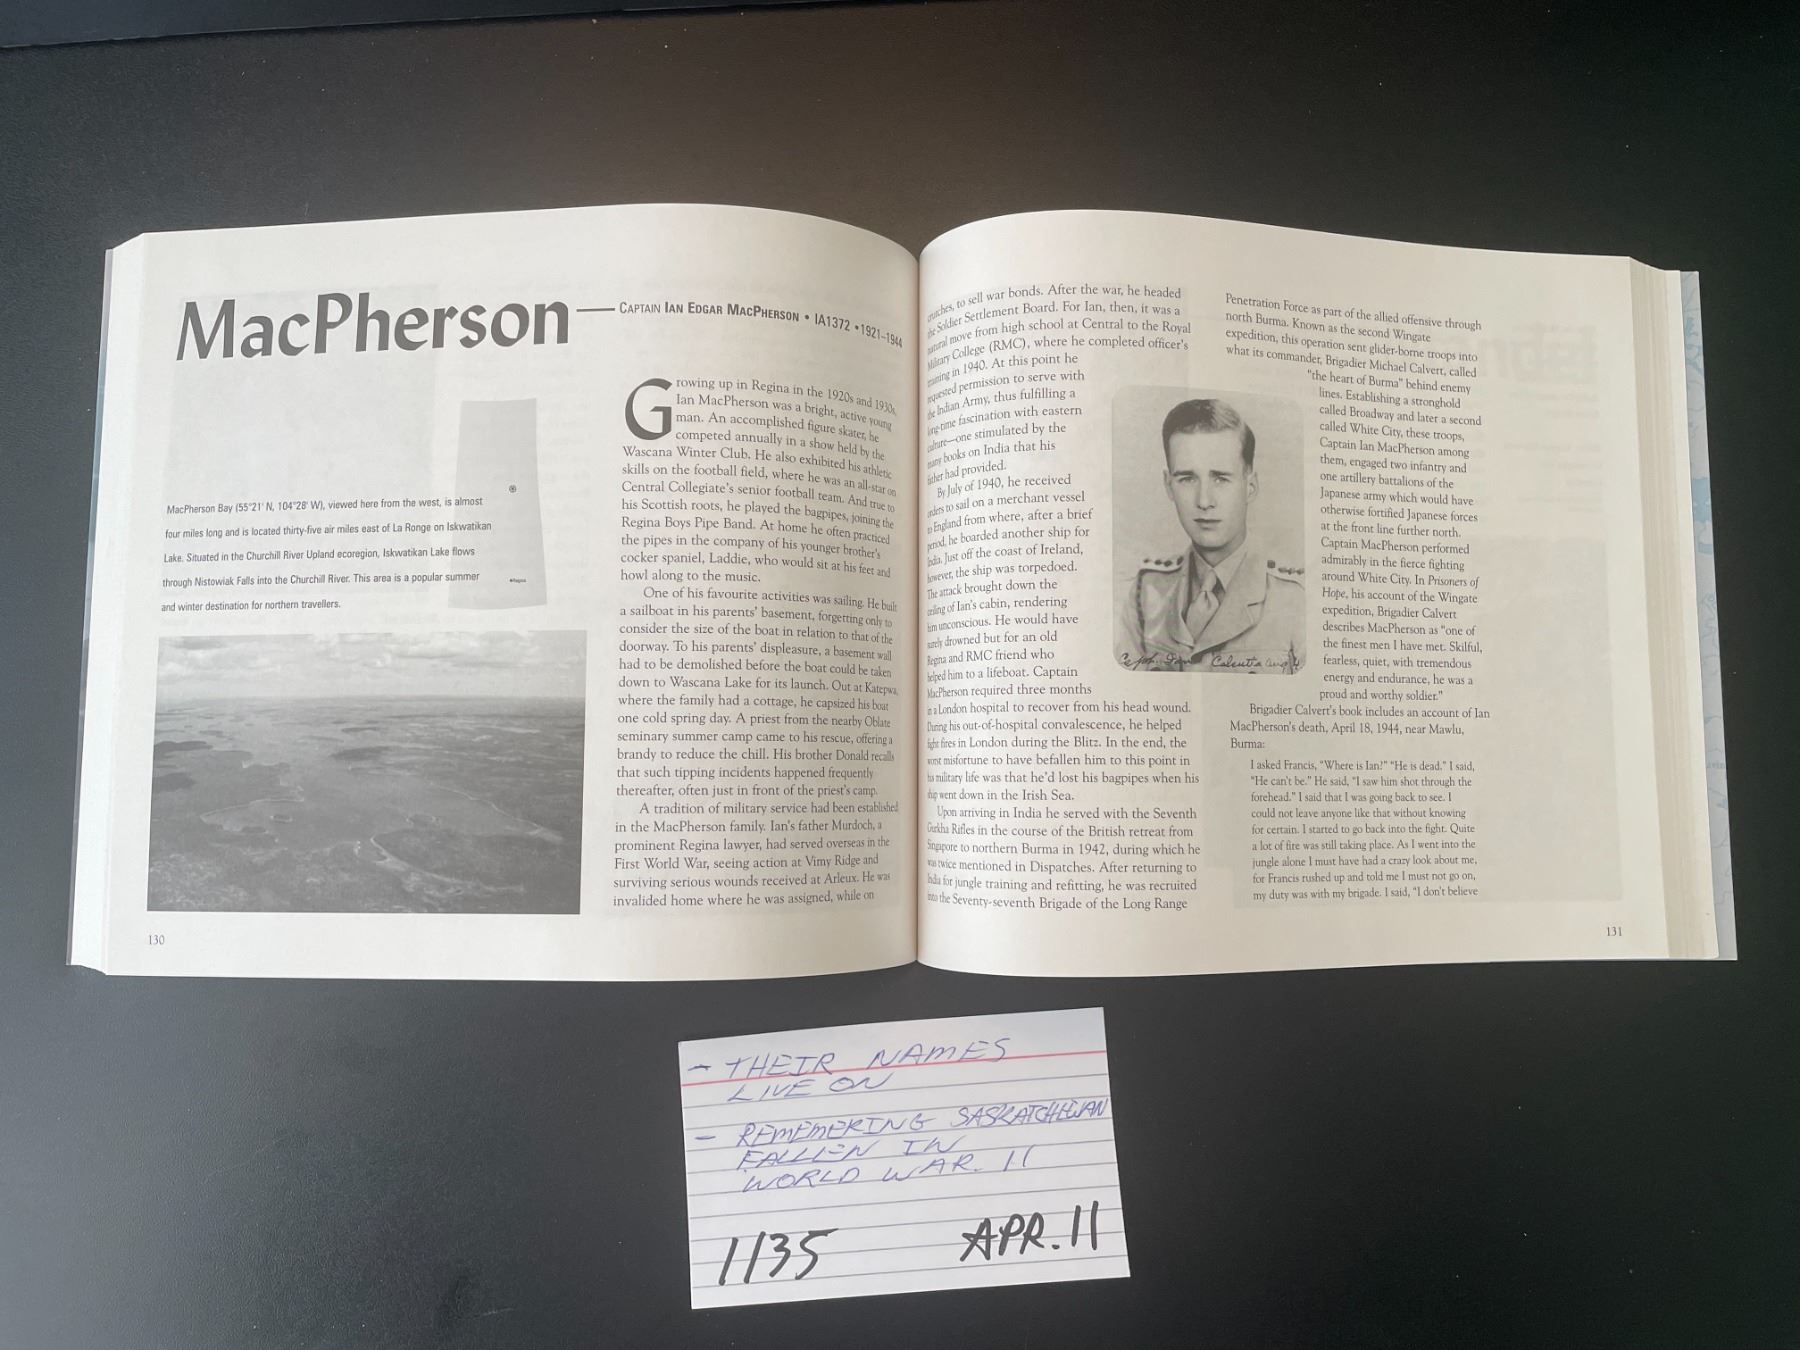 MacPherson — CAPTAIN IAN EDGAR MACPHERSON • IA1372 • 1921–1944
MacPherson Bay (55°21' N, 104°28' W), viewed here from the west, is almost
four miles long and is located thirty-five air miles east of La Ronge on Iskwatikan
Lake. Situated in the Churchill River Upland ecoregion, Iskwatikan Lake flows
through Nistowiak Falls into the Churchill River. This area is a popular summer
and winter destination for northern travellers.
Regina
Growing up in Regina in the 1920s and 1930s,
Ian MacPherson was a bright, active young
man. An accomplished figure skater, he
competed annually in a show held by the
Wascana Winter Club. He also exhibited his athletic
skills on the football field, where he was an all-star on
Central Collegiate's senior football team. And true to
his Scottish roots, he played the bagpipes, joining the
Regina Boys Pipe Band. At home he often practiced
the pipes in the company of his younger brother's
cocker spaniel, Laddie, who would sit at his feet and
howl along to the music.
One of his favourite activities was sailing. He built
a sailboat in his parents' basement, forgetting only to
consider the size of the boat in relation to that of the
doorway. To his parents' displeasure, a basement wall
had to be demolished before the boat could be taken
down to Wascana Lake for its launch. Out at Katepwa,
where the family had a cottage, he capsized his boat
one cold spring day. A priest from the nearby Oblate
seminary summer camp came to his rescue, offering a
brandy to reduce the chill. His brother Donald recalls
that such tipping incidents happened frequently
thereafter, often just in front of the priest's camp.
A tradition of military service had been established
in the MacPherson family. Ian's father Murdoch, a
prominent Regina lawyer, had served overseas in the
First World War, seeing action at Vimy Ridge and
surviving serious wounds received at Arleux. He was
invalided home where he was assigned, while on
130
crutches, to sell war bonds. After the war, he headed
the Soldier Settlement Board. For Ian, then, it was a
natural move from high school at Central to the Royal
Military College (RMC), where he completed officer's
training in 1940. At this point he
requested permission to serve with
the Indian Army, thus fulfilling a
long-time fascination with eastern
culture—one stimulated by the
many books on India that his
father had provided.
By July of 1940, he received
orders to sail on a merchant vessel
to England from where, after a brief
period, he boarded another ship for
India. Just off the coast of Ireland,
however, the ship was torpedoed.
The attack brought down the
ceiling of Ian's cabin, rendering
him unconscious. He would have
surely drowned but for an old
Regina and RMC friend who
helped him to a lifeboat. Captain
MacPherson required three months
in a London hospital to recover from his head wound.
During his out-of-hospital convalescence, he helped
fight fires in London during the Blitz. In the end, the
worst misfortune to have befallen him to this point in
his military life was that he'd lost his bagpipes when his
ship went down in the Irish Sea.
Upon arriving in India he served with the Seventh
Gurkha Rifles in the course of the British retreat from
Singapore to northern Burma in 1942, during which he
was twice mentioned in Dispatches. After returning to
India for jungle training and refitting, he was recruited
into the Seventy-seventh Brigade of the Long Range
Capt. Ian Calcutta Aug
Penetration Force as part of the allied offensive through
north Burma. Known as the second Wingate
expedition, this operation sent glider-borne troops into
what its commander, Brigadier Michael Calvert, called
"the heart of Burma" behind enemy
lines. Establishing a stronghold
called Broadway and later a second
called White City, these troops,
Captain Ian MacPherson among
them, engaged two infantry and
one artillery battalions of the
Japanese army which would have
otherwise fortified Japanese forces
at the front line further north.
Captain MacPherson performed
admirably in the fierce fighting
around White City. In Prisoners of
Hope, his account of the Wingate
expedition, Brigadier Calvert
describes MacPherson as "one of
the finest men I have met. Skilful,
fearless, quiet, with tremendous
energy and endurance, he was a
proud and worthy soldier."
Brigadier Calvert's book includes an account of Ian
MacPherson's death, April 18, 1944, near Mawlu,
Burma:
I asked Francis, "Where is Ian?" "He is dead." I said,
"He can't be." He said, "I saw him shot through the
forehead." I said that I was going back to see. I
could not leave anyone like that without knowing
for certain. I started to go back into the fight. Quite
a lot of fire was still taking place. As I went into the
jungle alone I must have had a crazy look about me,
for Francis rushed up and told me I must not go on,
my duty was with my brigade. I said, "I don't believe
131
- THEIR NAMES
LIVE ON
- REMEMERING SASKATCHEWAN
FALLEN IN
WORLD WAR. 11
1135 APR. 11